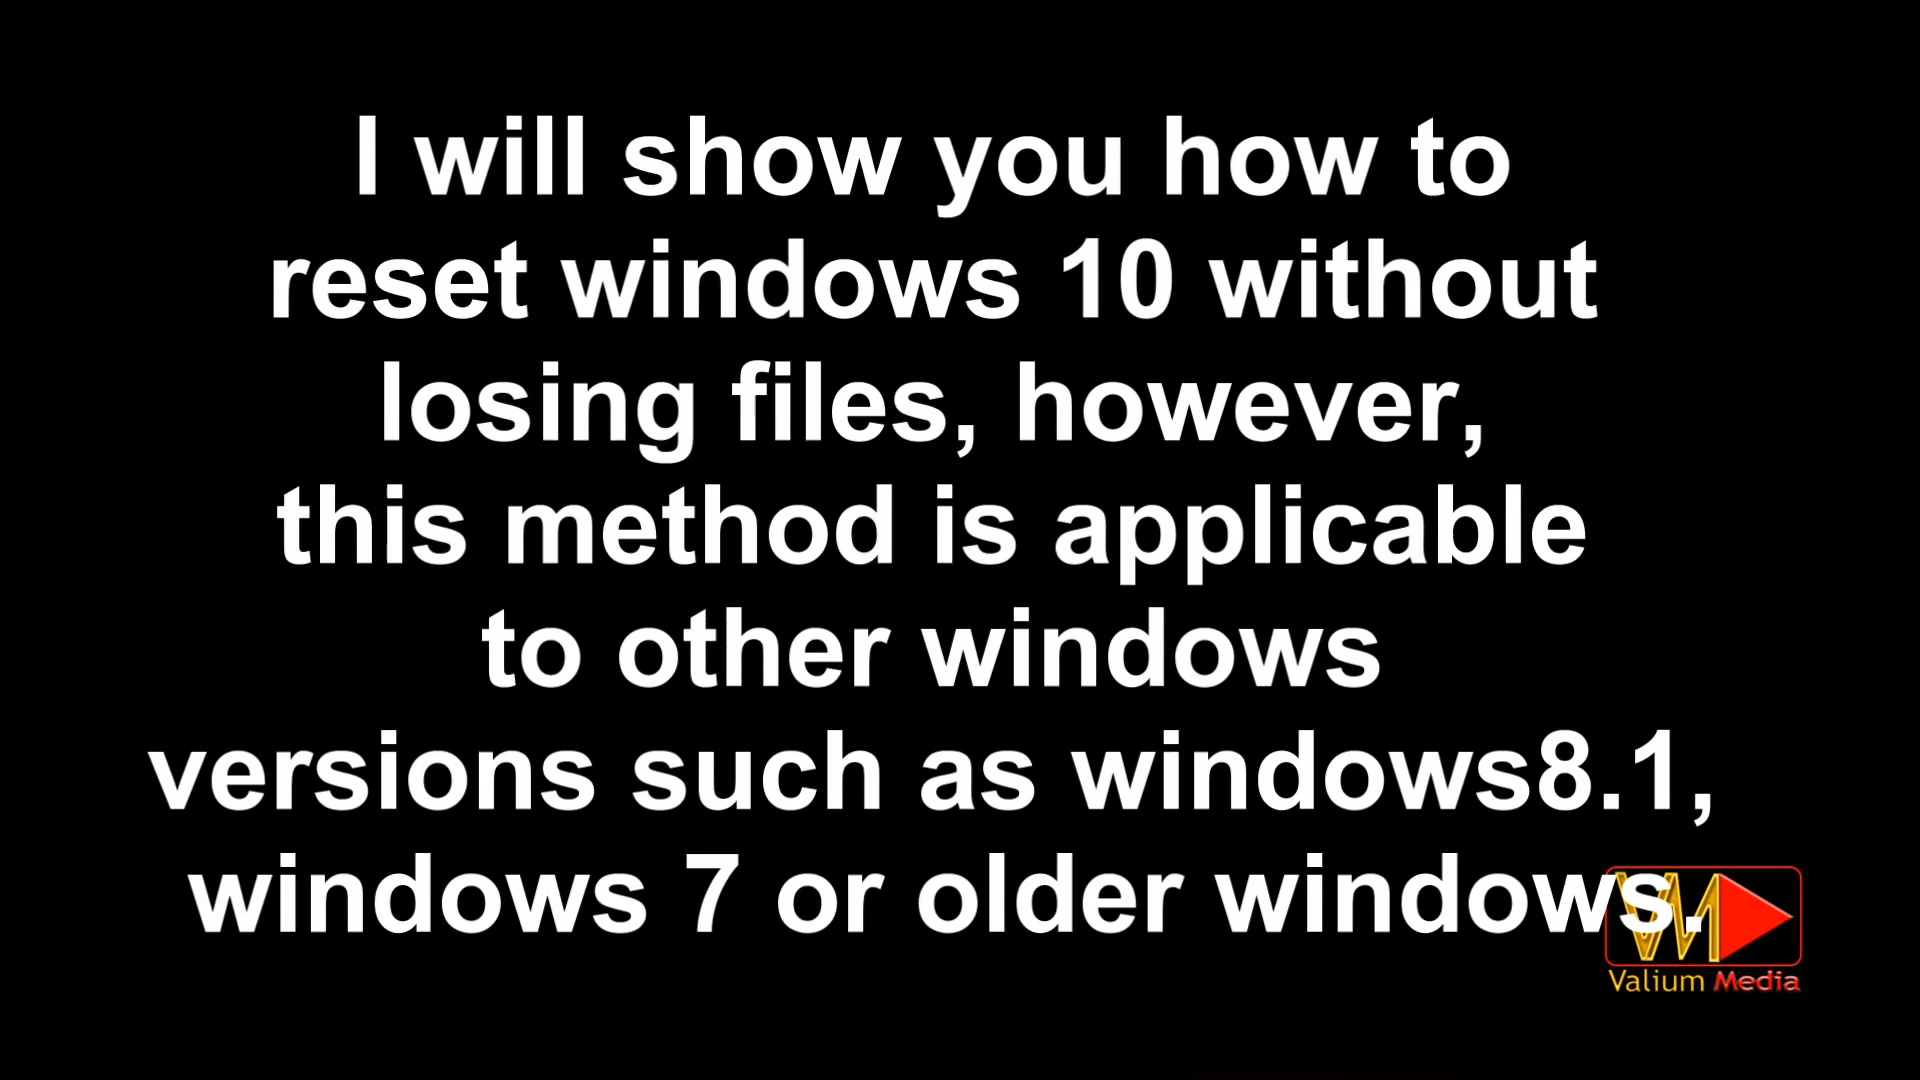 I will show you how to
reset windows 10 without
losing files, however,
this method is applicable
to other windows
versions such as windows8.1,
windows 7 or older windows.
VM
Valium Media